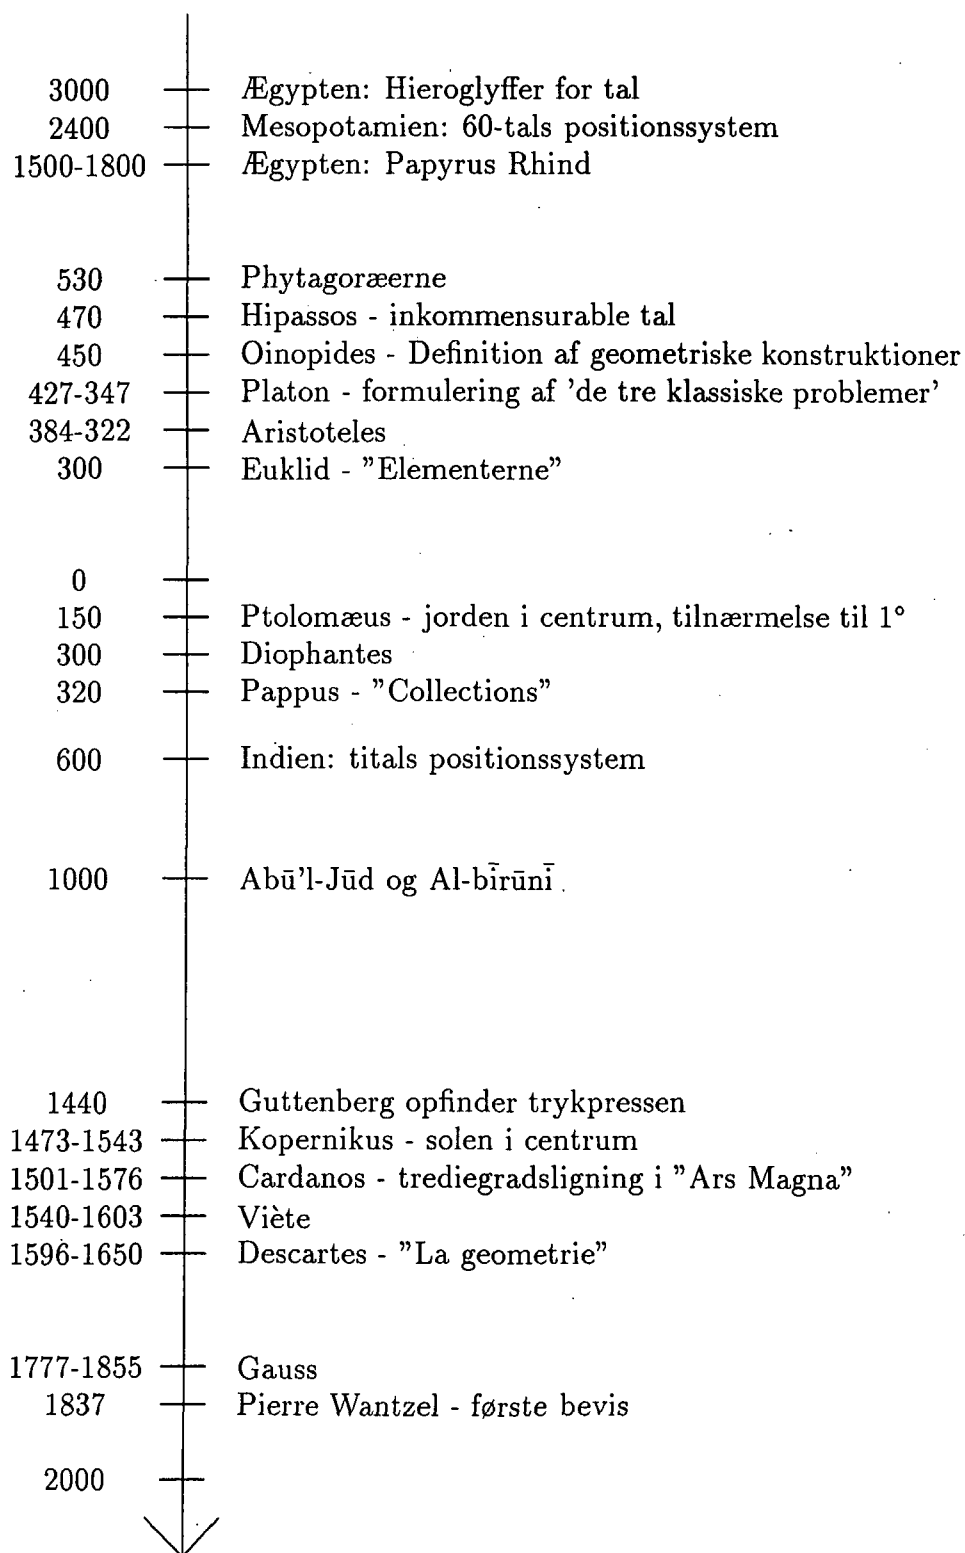 3000 Ægypten: Hieroglyffer for tal
2400 Mesopotamien: 60-tals positionssystem
1500-1800 Ægypten: Papyrus Rhind
530 Phytagoræerne
470 Hipassos - inkommensurable tal
450 Oinopides - Definition af geometriske konstruktioner
427-347 Platon - formulering af 'de tre klassiske problemer'
384-322 Aristoteles
300 Euklid - "Elementerne"
0
150 Ptolomæus - jorden i centrum, tilnærmelse til 1°
300 Diophantes
320 Pappus - "Collections"
600 Indien: titals positionssystem
1000 Abū'l-Jūd og Al-bīrūnī
1440 Guttenberg opfinder trykpressen
1473-1543 Kopernikus - solen i centrum
1501-1576 Cardanos - trediegradsligning i "Ars Magna"
1540-1603 Viète
1596-1650 Descartes - "La geometrie"
1777-1855 Gauss
1837 Pierre Wantzel - første bevis
2000